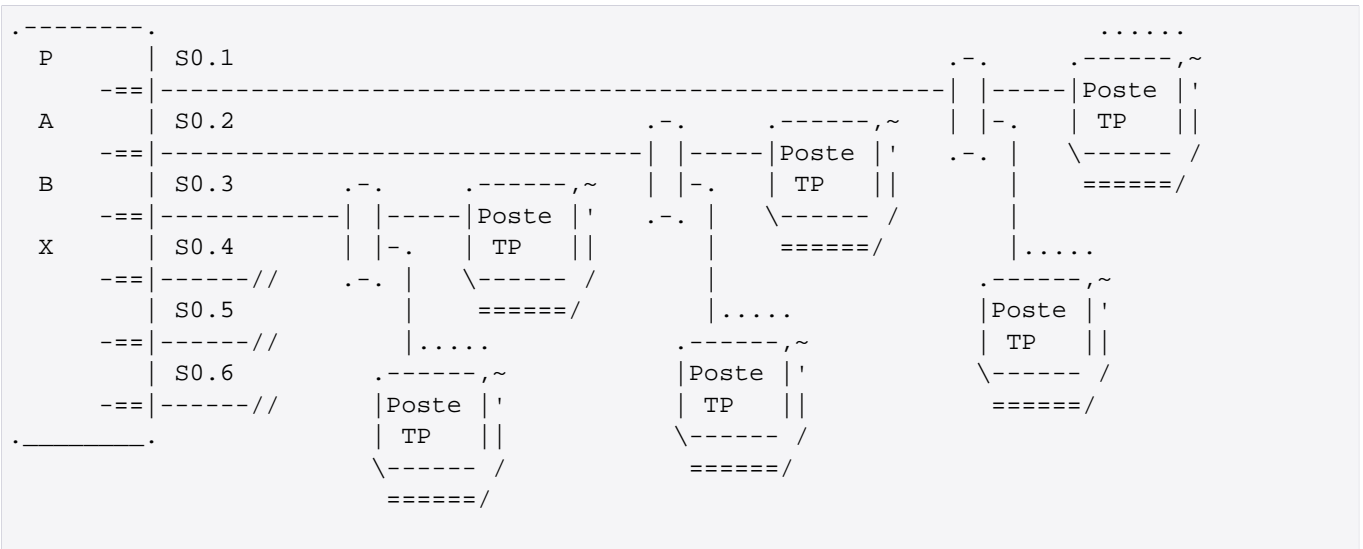 .--------.                                                               ......
  P      | S0.1                                                .-.     .------,~
      -==|----------------------------------------------------| |-----|Poste |'
  A      | S0.2                            .-.     .------,~   | |-.   | TP   ||
      -==|--------------------------------| |-----|Poste |'   .-. |   \------ /
  B      | S0.3        .-.     .------,~   | |-.   | TP   ||       |    ======/
      -==|------------| |-----|Poste |'   .-. |   \------ /       |
  X      | S0.4        | |-.   | TP   ||       |    ======/        |.....
      -==|------//    .-. |   \------ /       |                 .------,~
         | S0.5           |    ======/        |.....            |Poste |'
      -==|------//        |.....            .------,~           | TP   ||
         | S0.6         .------,~           |Poste |'           \------ /
      -==|------//      |Poste |'           | TP   ||            ======/
.________.              | TP   ||           \------ /
                        \------ /            ======/
                         ======/